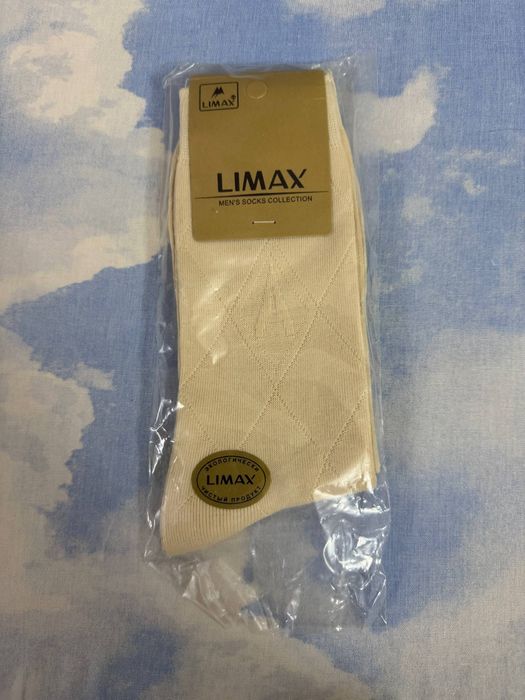 LIMAX®
LIMAX
MEN'S SOCKS COLLECTION
ЭКОЛОГИЧЕСКИ
LIMAX
ЧИСТЫЙ ПРОДУКТ